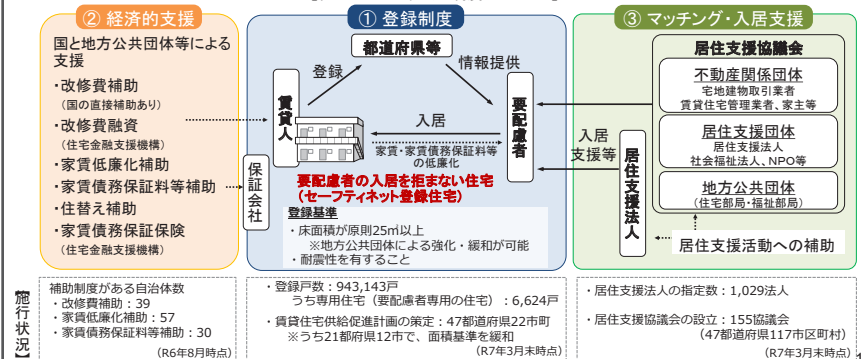 ② 経済的支援
国と地方公共団体等による
支援
・改修費補助
（国の直接補助あり）
・改修費融資
（住宅金融支援機構）
・家賃低廉化補助
・家賃債務保証料等補助
・住替え補助
・家賃債務保証保険
（住宅金融支援機構）
① 登録制度
都道府県等
登録
情報提供
賃貸人
要配慮者
入居
家賃・家賃債務保証料等
の低廉化
保証会社
要配慮者の入居を拒まない住宅
（セーフティネット登録住宅）
登録基準
・床面積が原則25㎡以上
※地方公共団体による強化・緩和が可能
・耐震性を有すること
③ マッチング・入居支援
居住支援協議会
不動産関係団体
宅地建物取引業者
賃貸住宅管理業者、家主等
居住支援団体
居住支援法人
社会福祉法人、NPO等
地方公共団体
（住宅部局・福祉部局）
入居
支援等
居住支援法人
居住支援活動への補助
【施行状況】
補助制度がある自治体数
・改修費補助：39
・家賃低廉化補助：57
・家賃債務保証料等補助：30
（R6年8月時点）
・登録戸数：943,143戸
うち専用住宅（要配慮者専用の住宅）：6,624戸
・賃貸住宅供給促進計画の策定：47都道府県22市町
※うち21都府県12市で、面積基準を緩和
（R7年3月末時点）
・居住支援法人の指定数：1,029法人
・居住支援協議会の設立：155協議会
（47都道府県117市区町村）
（R7年3月末時点）